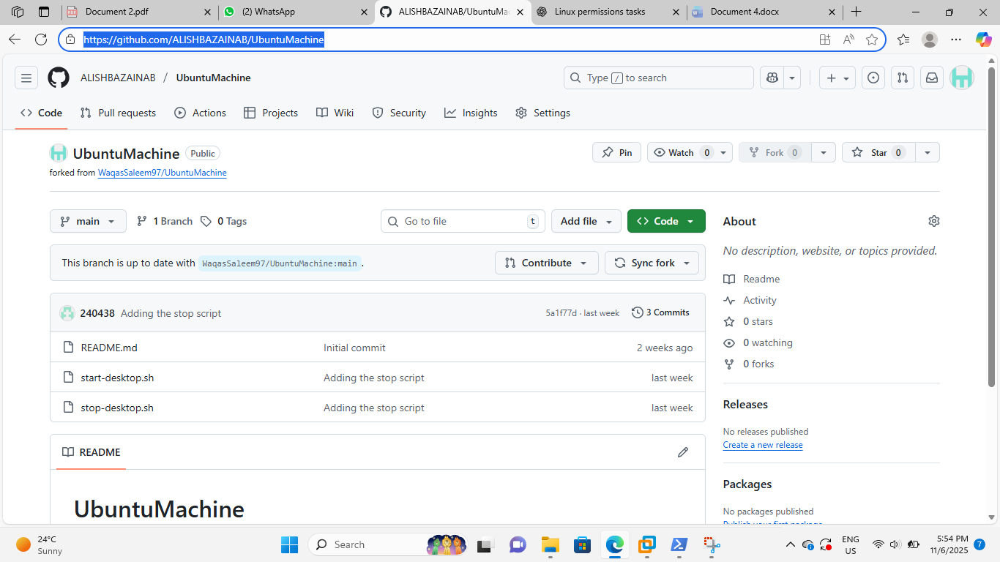 Document 2.pdf
(2) WhatsApp
ALISHBAZAINAB/UbuntuMac
Linux permissions tasks
Document 4.docx
https://github.com/ALISHBAZAINAB/UbuntuMachine
ALISHBAZAINAB / UbuntuMachine
Type / to search
Code
Pull requests
Actions
Projects
Wiki
Security
Insights
Settings
UbuntuMachine Public
Pin
Watch 0
Fork 0
Star 0
forked from WaqasSaleem97/UbuntuMachine
main
1 Branch
0 Tags
Go to file t
Add file
Code
This branch is up to date with WaqasSaleem97/UbuntuMachine:main .
Contribute
Sync fork
240438 Adding the stop script
5a1f77d · last week
3 Commits
README.md Initial commit 2 weeks ago
start-desktop.sh Adding the stop script last week
stop-desktop.sh Adding the stop script last week
README
UbuntuMachine
About
No description, website, or topics provided.
Readme
Activity
0 stars
0 watching
0 forks
Releases
No releases published
Create a new release
Packages
No packages published
Publish your first package
24°C
Sunny
Search
ENG
US
5:54 PM
11/6/2025
7